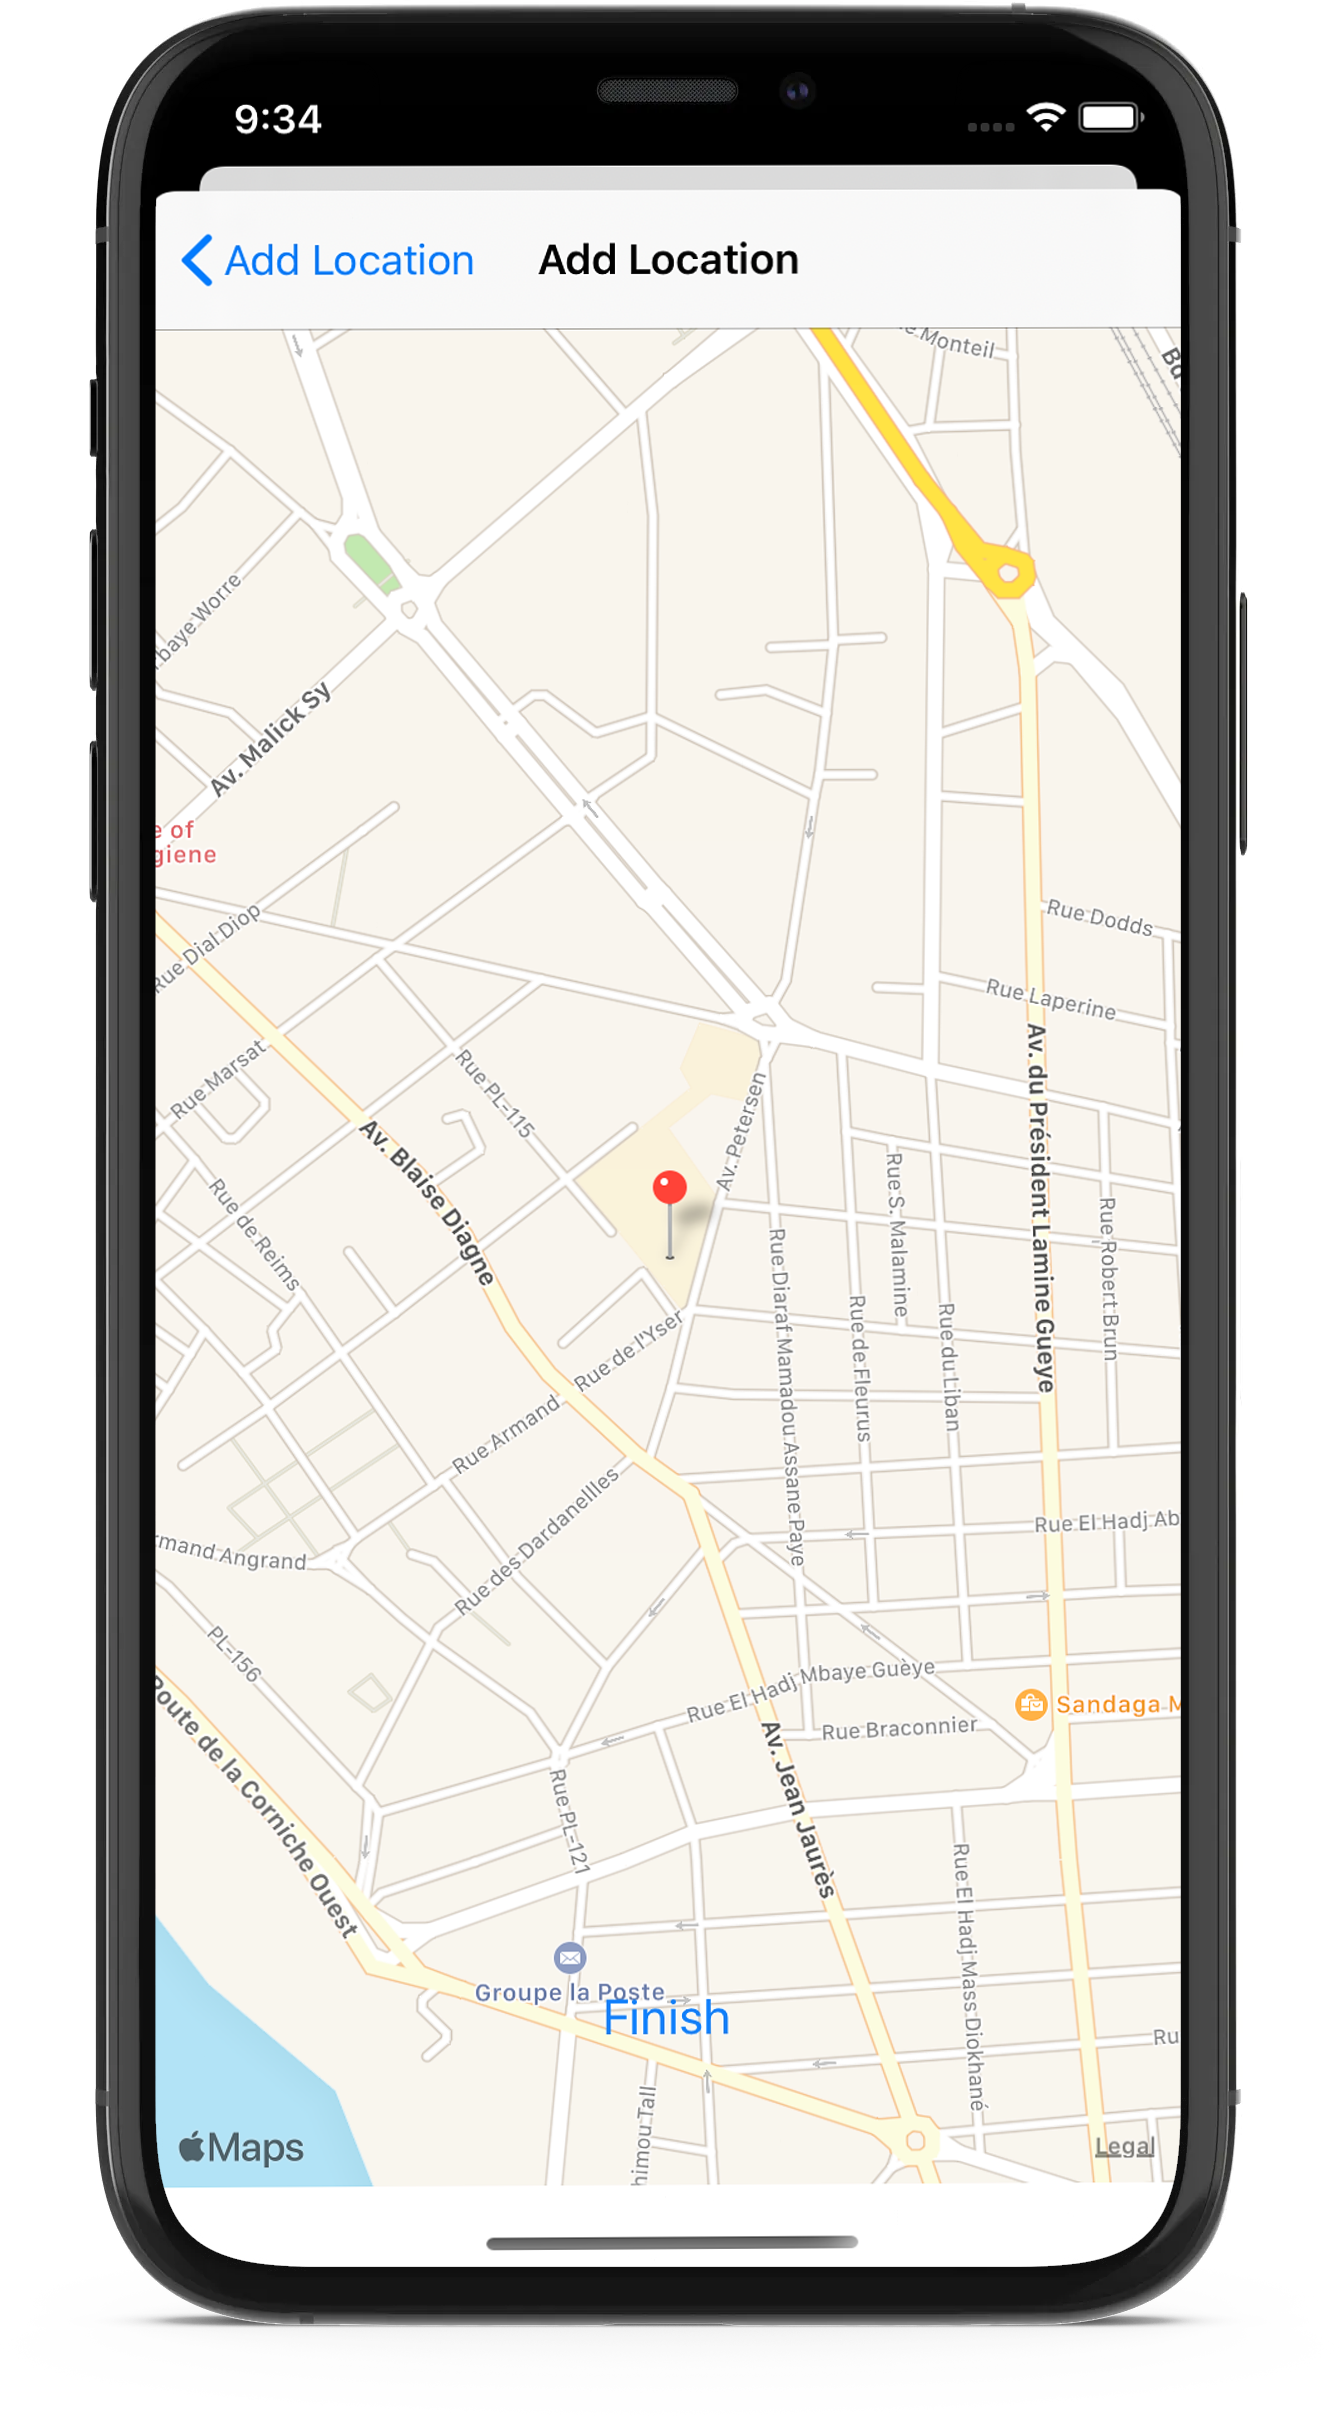 9:34
Add Location
Add Location
Monteil
baye Worre
Av. Malick Sy
e of
giene
Rue Dial Diop
Rue Dodds
Rue Laperine
Rue Marsat
Rue PL-115
Av. Petersen
Av. du Président Lamine Gueye
Av. Blaise Diagne
Rue de Reims
Rue S. Malamine
Rue Robert Brun
Rue Diaraf Mamadou Assane Paye
Rue de Fleurus
Rue du Liban
Rue de l'Yser
Rue Armand
Rue des Dardanellles
Rue El Hadj Ab
mand Angrand
PL-156
Rue El Hadj Mbaye Guèye
Sandaga M
Rue Braconnier
Route de la Corniche Ouest
Av. Jean Jaurès
Rue PL-121
Rue El Hadj Mass Diokhané
Groupe la Poste
Finish
Ru
himou Tall
Maps
Legal